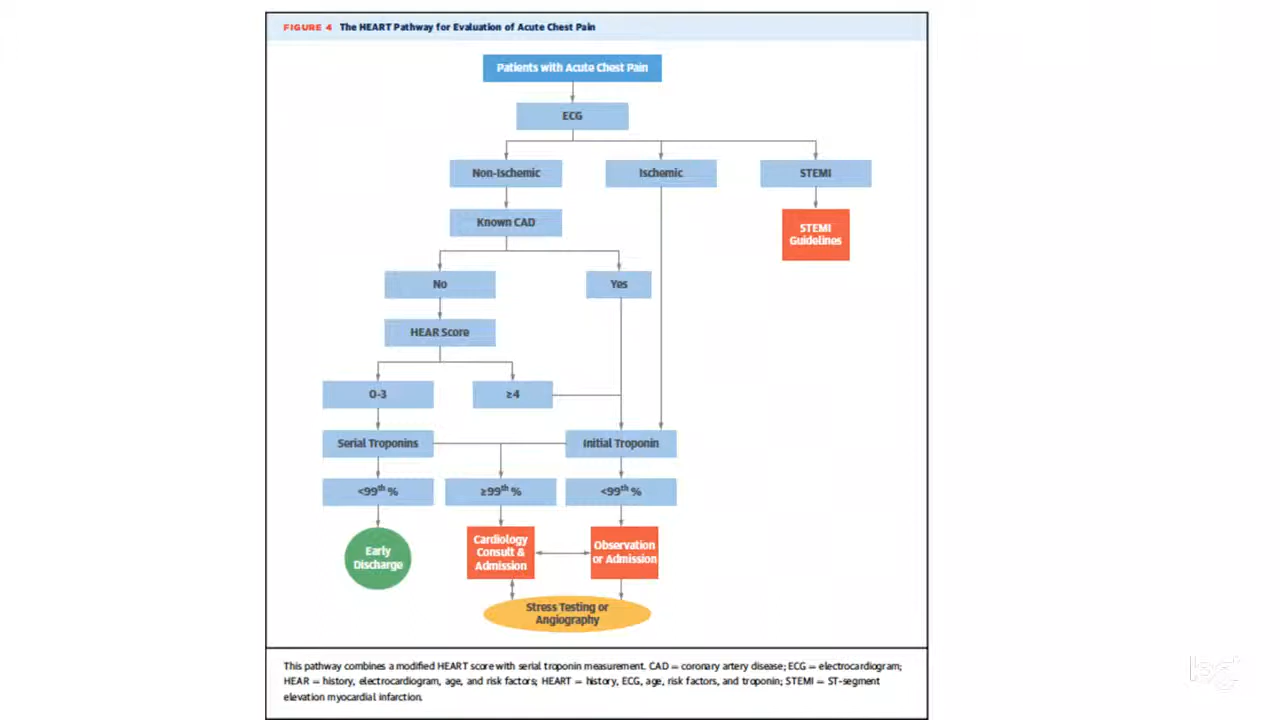 FIGURE 4 The HEART Pathway for Evaluation of Acute Chest Pain
Patients with Acute Chest Pain
ECG
Non-Ischemic
Ischemic
STEMI
Known CAD
STEMI
Guidelines
No
Yes
HEAR Score
0-3
≥4
Serial Troponins
Initial Troponin
<99th %
≥99th %
<99th %
Early
Discharge
Cardiology
Consult &
Admission
Observation
or Admission
Stress Testing or
Angiography
This pathway combines a modified HEART score with serial troponin measurement. CAD = coronary artery disease; ECG = electrocardiogram;
HEAR = history, electrocardiogram, age, and risk factors; HEART = history, ECG, age, risk factors, and troponin; STEMI = ST-segment
elevation myocardial infarction.